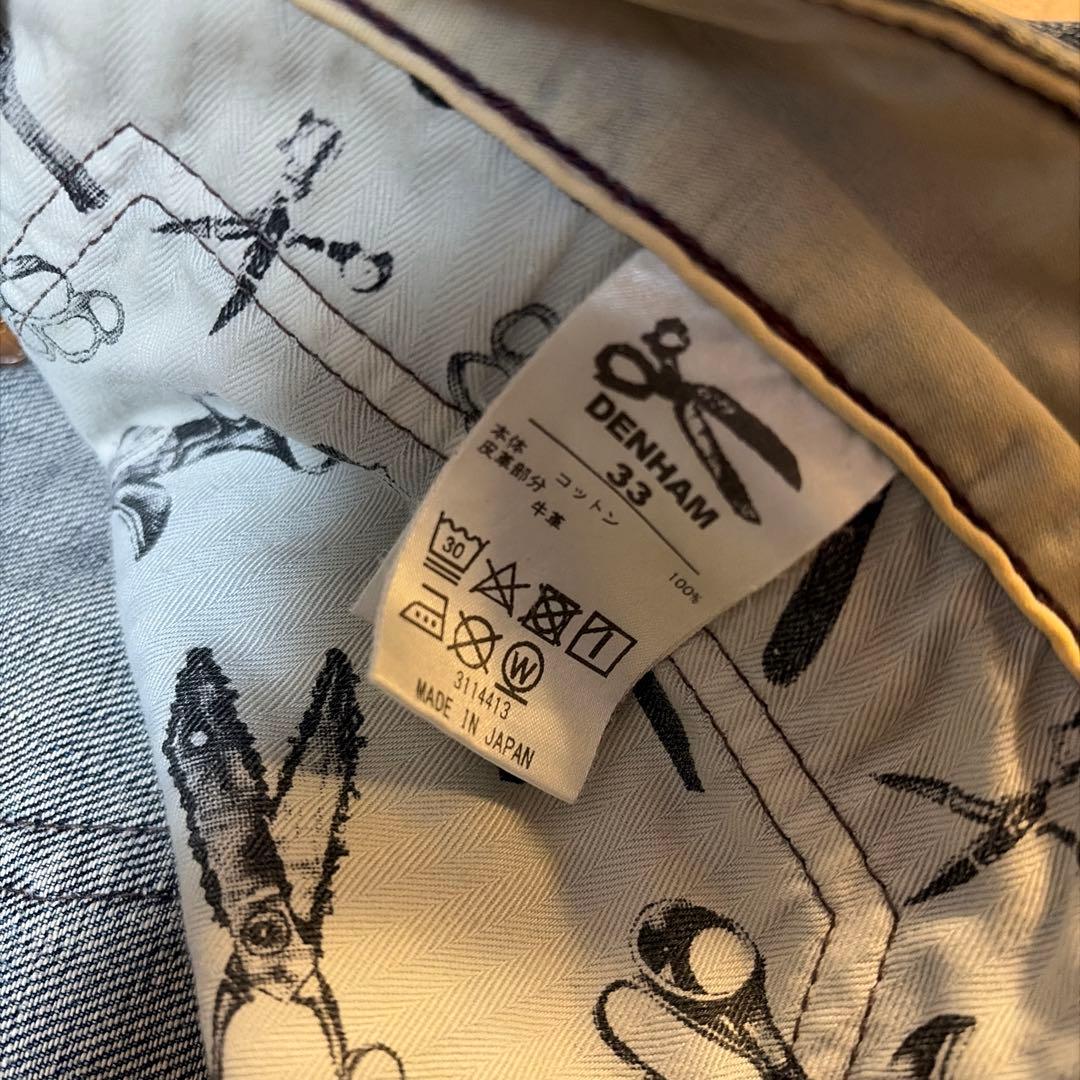 DENHAM
33
本体 コットン 100%
皮革部分 牛革
30
W
3114413
MADE IN JAPAN